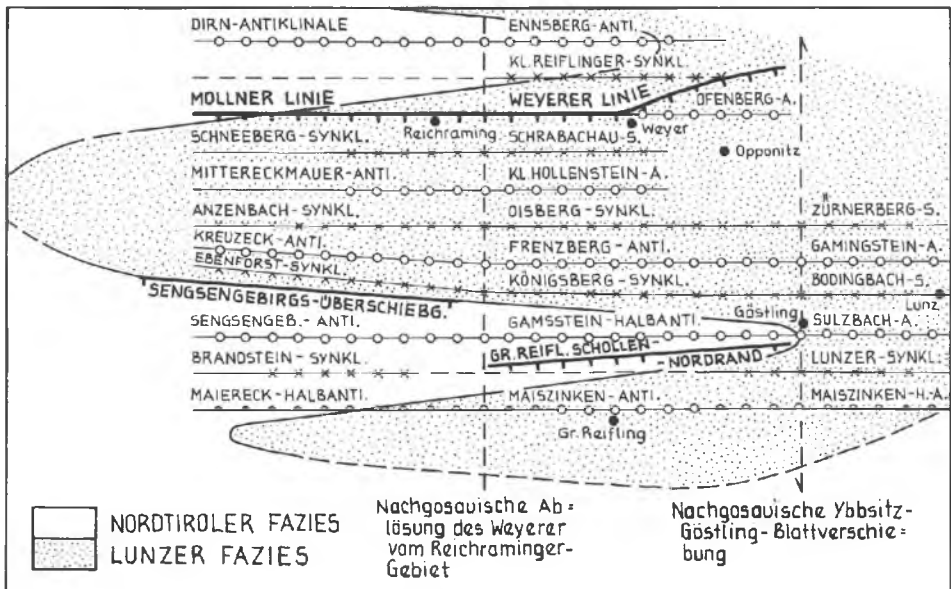 DIRN-ANTIKLINALE
ENNSBERG-ANTI.
KL.REIFLINGER-SYNKL.
MOLLNER LINIE
WEYERER LINIE
OFENBERG-A.
Reichraming
Weyer
SCHNEEBERG-SYNKL.
SCHRABACHAU-S.
Opponitz
MITTERECKMAUER-ANTI.
KL.HOLLENSTEIN-A.
ANZENBACH-SYNKL.
OISBERG-SYNKL.
ZÜRNERBERG-S.
KREUZECK-ANTI.
FRENZBERG-ANTI.
GAMINGSTEIN-A.
EBENFORST-SYNKL.
KÖNIGSBERG-SYNKL.
BODINGBACH-S.
SENGSENGEBIRGS-ÜBERSCHIEBG.
Göstling
Lunz
SENGSENGEB.-ANTI.
GAMSSTEIN-HALBANTI.
SULZBACH-A.
GR.REIFL.SCHOLLEN-
NORDRAND
BRANDSTEIN-SYNKL.
LUNZER-SYNKL.
MAIERECK-HALBANTI.
MAISZINKEN-ANTI.
MAISZINKEN-H.-A.
Gr.Reifling
NORDTIROLER FAZIES
LUNZER FAZIES
Nachgosauische Ab=
lösung des Weyerer
vom Reichraminger-
Gebiet
Nachgosauische Ybbsitz-
Göstling-Blattverschie=
bung